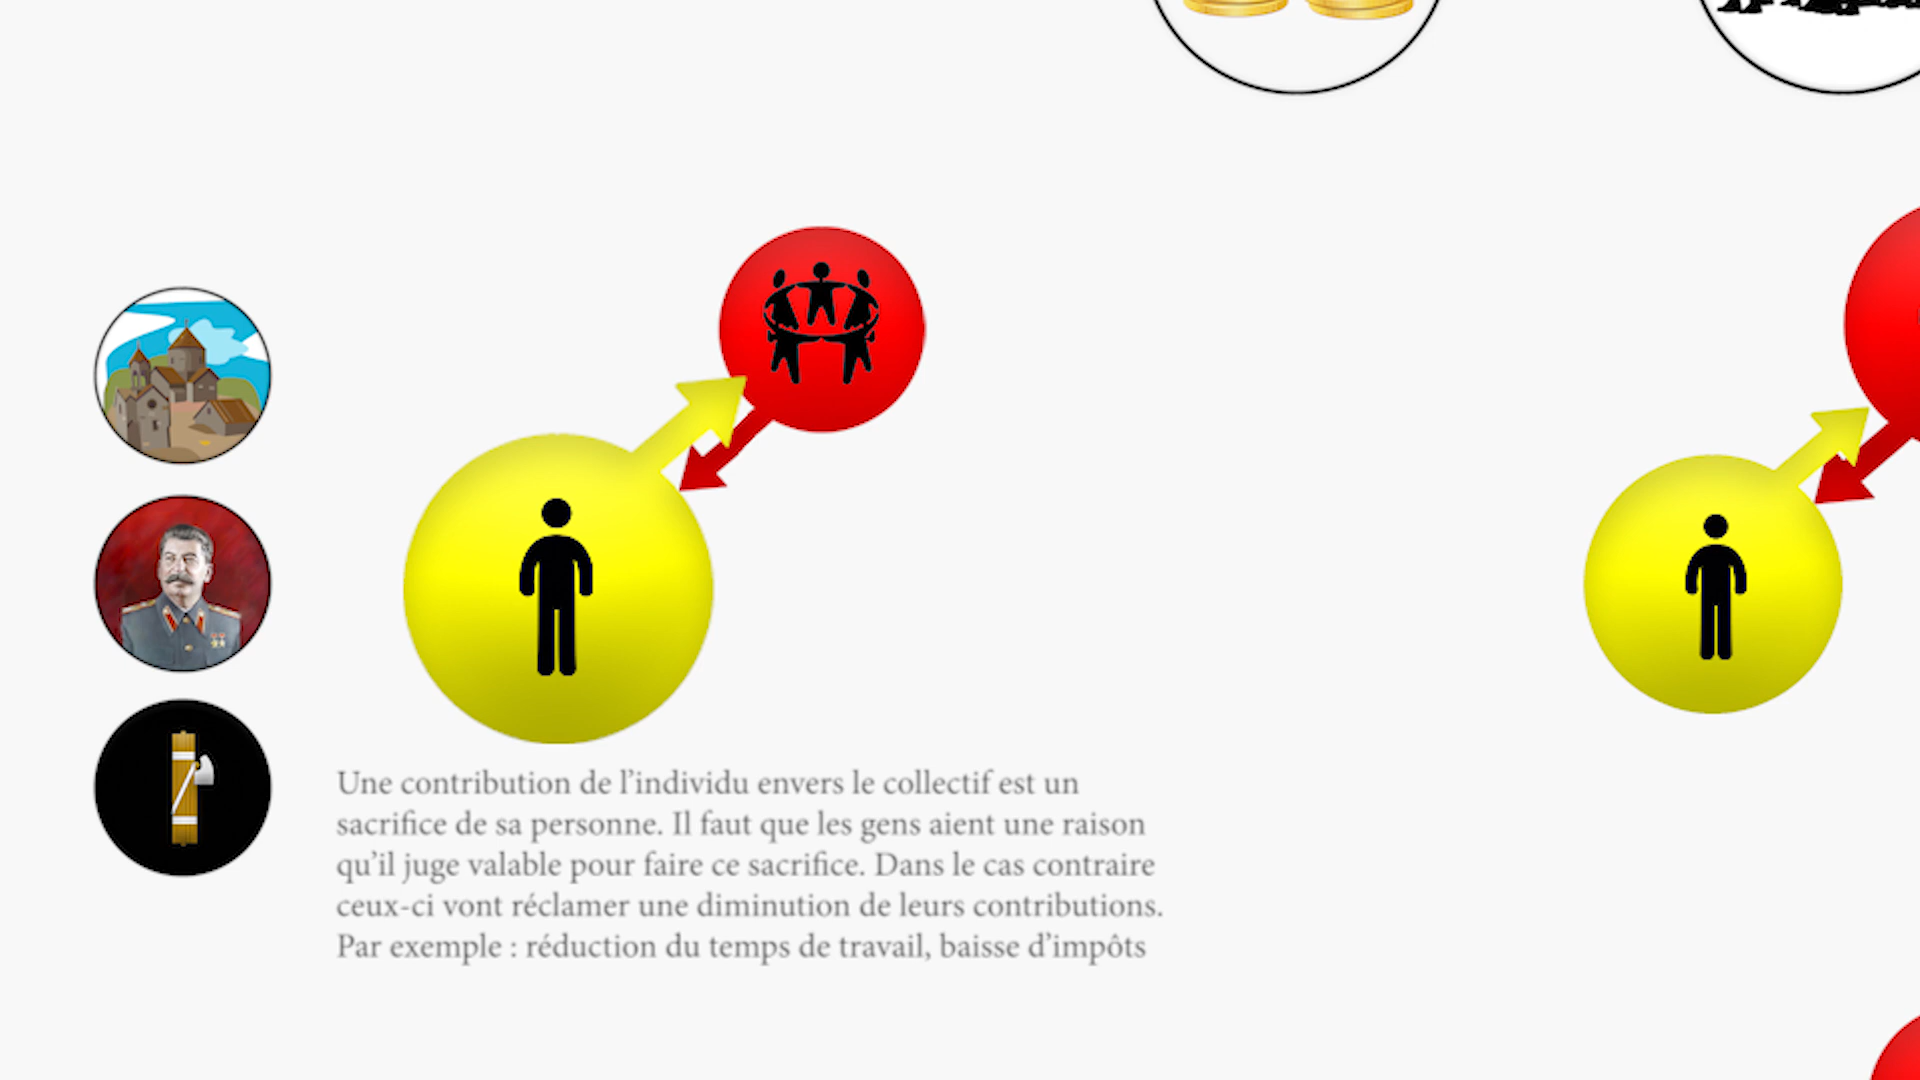 Une contribution de l’individu envers le collectif est un
sacrifice de sa personne. Il faut que les gens aient une raison
qu’il juge valable pour faire ce sacrifice. Dans le cas contraire
ceux-ci vont réclamer une diminution de leurs contributions.
Par exemple : réduction du temps de travail, baisse d’impôts